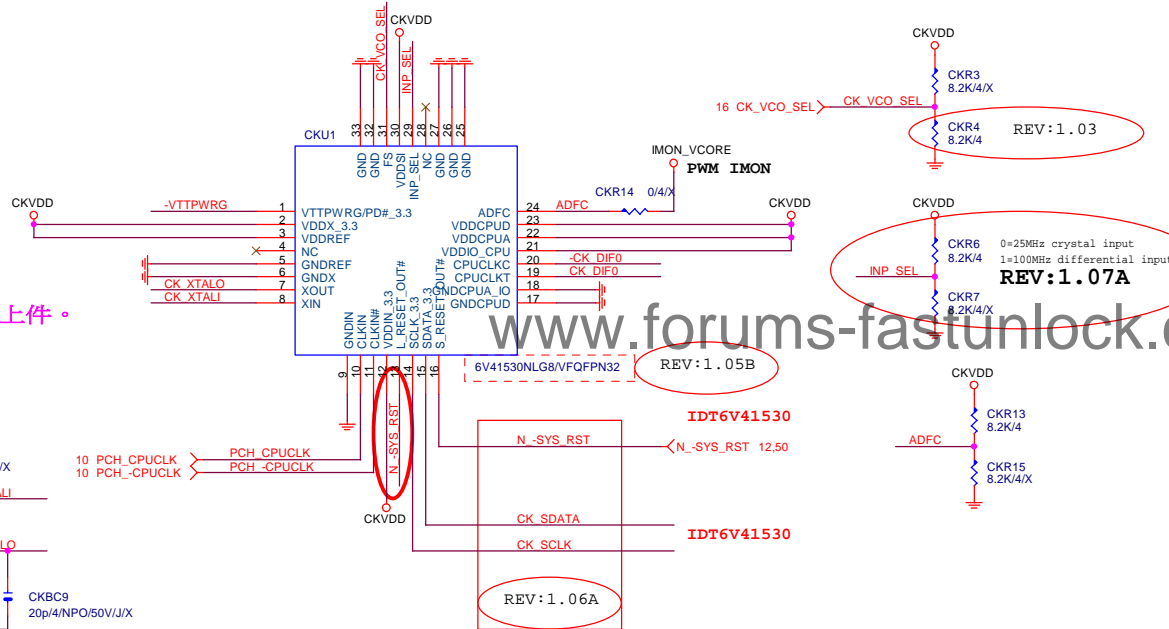 CK_VCO_SEL
CKVDD
INP_SEL
33
32
31
30
29
28
27
26
25
CKU1
GND
GND
FS
VDDSI
INP_SEL
NC
GND
GND
GND
CKVDD
-VTTPWRG
1
2
3
4
5
6
7
8
VTTPWRG/PD#_3.3
VDDX_3.3
VDDREF
NC
GNDREF
GNDX
XOUT
XIN
CK_XTALO
CK_XTALI
ADFC
VDDCPUD
VDDCPUA
VDDIO_CPU
CPUCLKC
CPUCLKT
GNDCPUA_IO
GNDCPUD
24
23
22
21
20
19
18
17
ADFC
CKR14 0/4/X
IMON_VCORE
PWM IMON
CKVDD
-CK_DIF0
CK_DIF0
GNDIN
CLKIN
CLKIN#
VDDIN_3.3
L_RESET_OUT#
SCLK_3.3
SDATA_3.3
S_RESET_OUT#
9
10
11
12
13
14
15
16
6V41530NLG8/VFQFPN32
REV:1.05B
上件。
www.forums-fastunlock.c
CKVDD
CKR3
8.2K/4/X
16 CK_VCO_SEL
CK_VCO_SEL
CKR4
8.2K/4
REV:1.03
CKVDD
CKR6
8.2K/4
0=25MHz crystal input
1=100MHz differential input
REV:1.07A
INP_SEL
CKR7
8.2K/4/X
CKVDD
CKR13
8.2K/4
ADFC
CKR15
8.2K/4/X
IDT6V41530
N_-SYS_RST
N_-SYS_RST 12,50
N_-SYS_RST
10 PCH_CPUCLK
10 PCH_-CPUCLK
PCH_CPUCLK
PCH_-CPUCLK
CKVDD
CK_SDATA
IDT6V41530
CK_SCLK
REV:1.06A
/X
ALI
LO
CKBC9
20p/4/NPO/50V/J/X